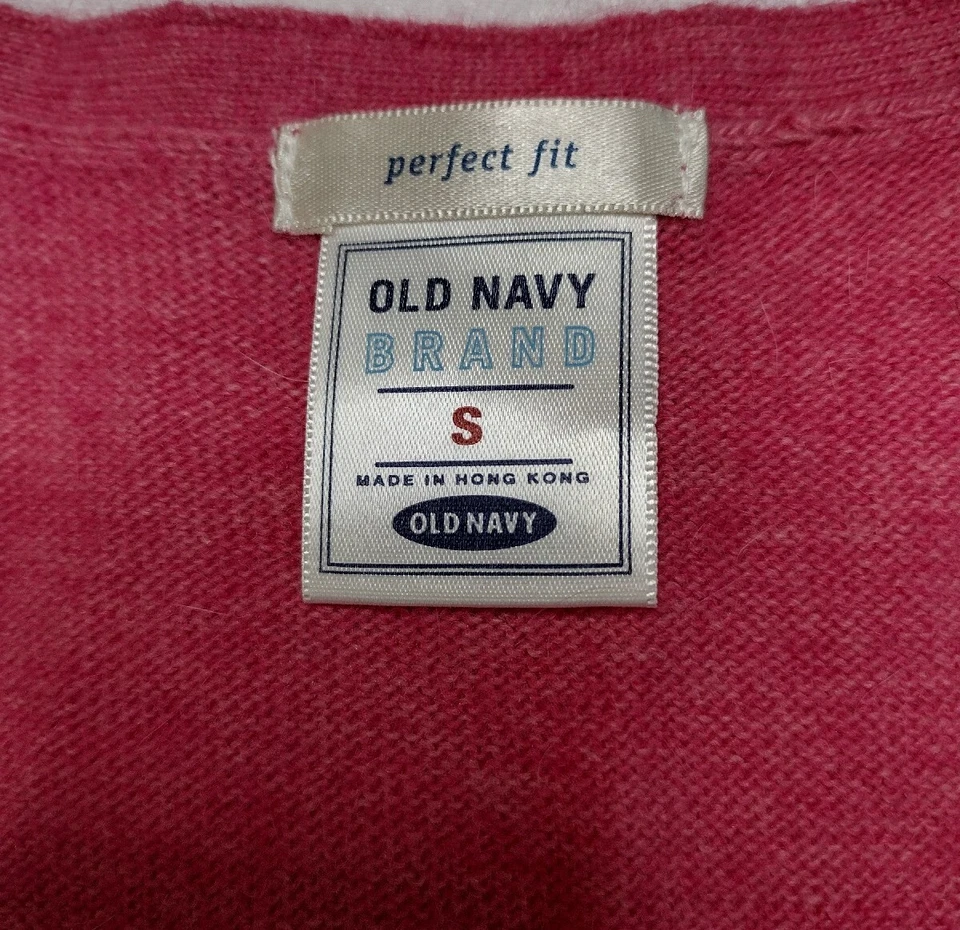 perfect fit
OLD NAVY
BRAND
S
MADE IN HONG KONG
OLD NAVY